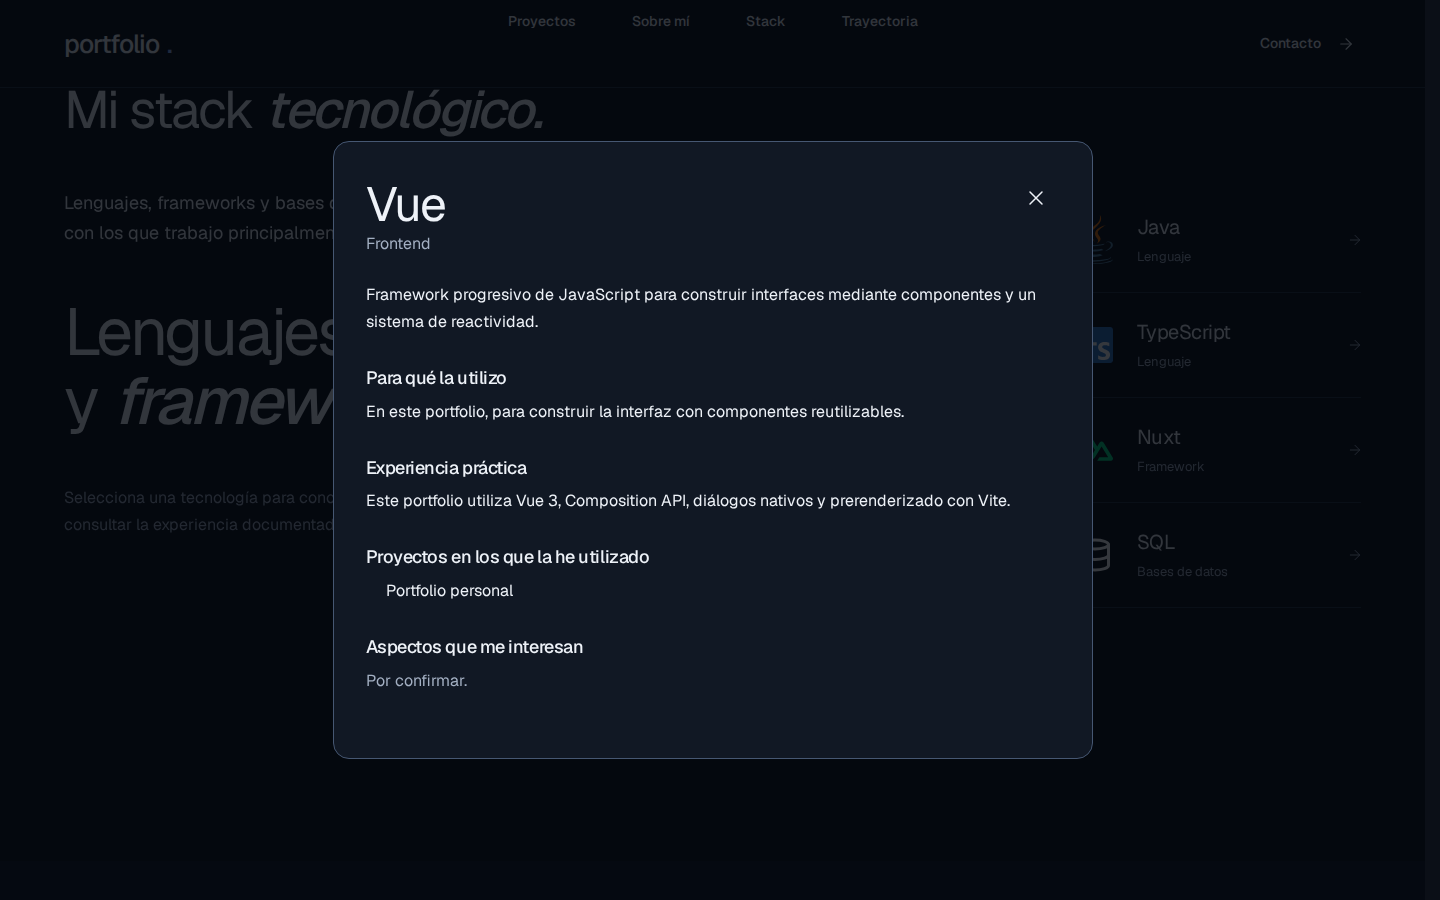 Proyectos Sobre mí Stack Trayectoria
portfolio .
Contacto →
Mi stack tecnológico.
Lenguajes, frameworks y bases
con los que trabajo
Lenguajes
y
Selecciona una tecnología para
consultar la experiencia
Vue
Frontend
Framework progresivo de JavaScript para construir interfaces mediante componentes y un
sistema de reactividad.
Para qué la utilizo
En este portfolio, para construir la interfaz con componentes reutilizables.
Experiencia práctica
Este portfolio utiliza Vue 3, Composition API, diálogos nativos y prerenderizado con Vite.
Proyectos en los que la he utilizado
Portfolio personal
Aspectos que me interesan
Por confirmar.
Java
Lenguaje
TypeScript
Lenguaje
Nuxt
Framework
SQL
Bases de datos